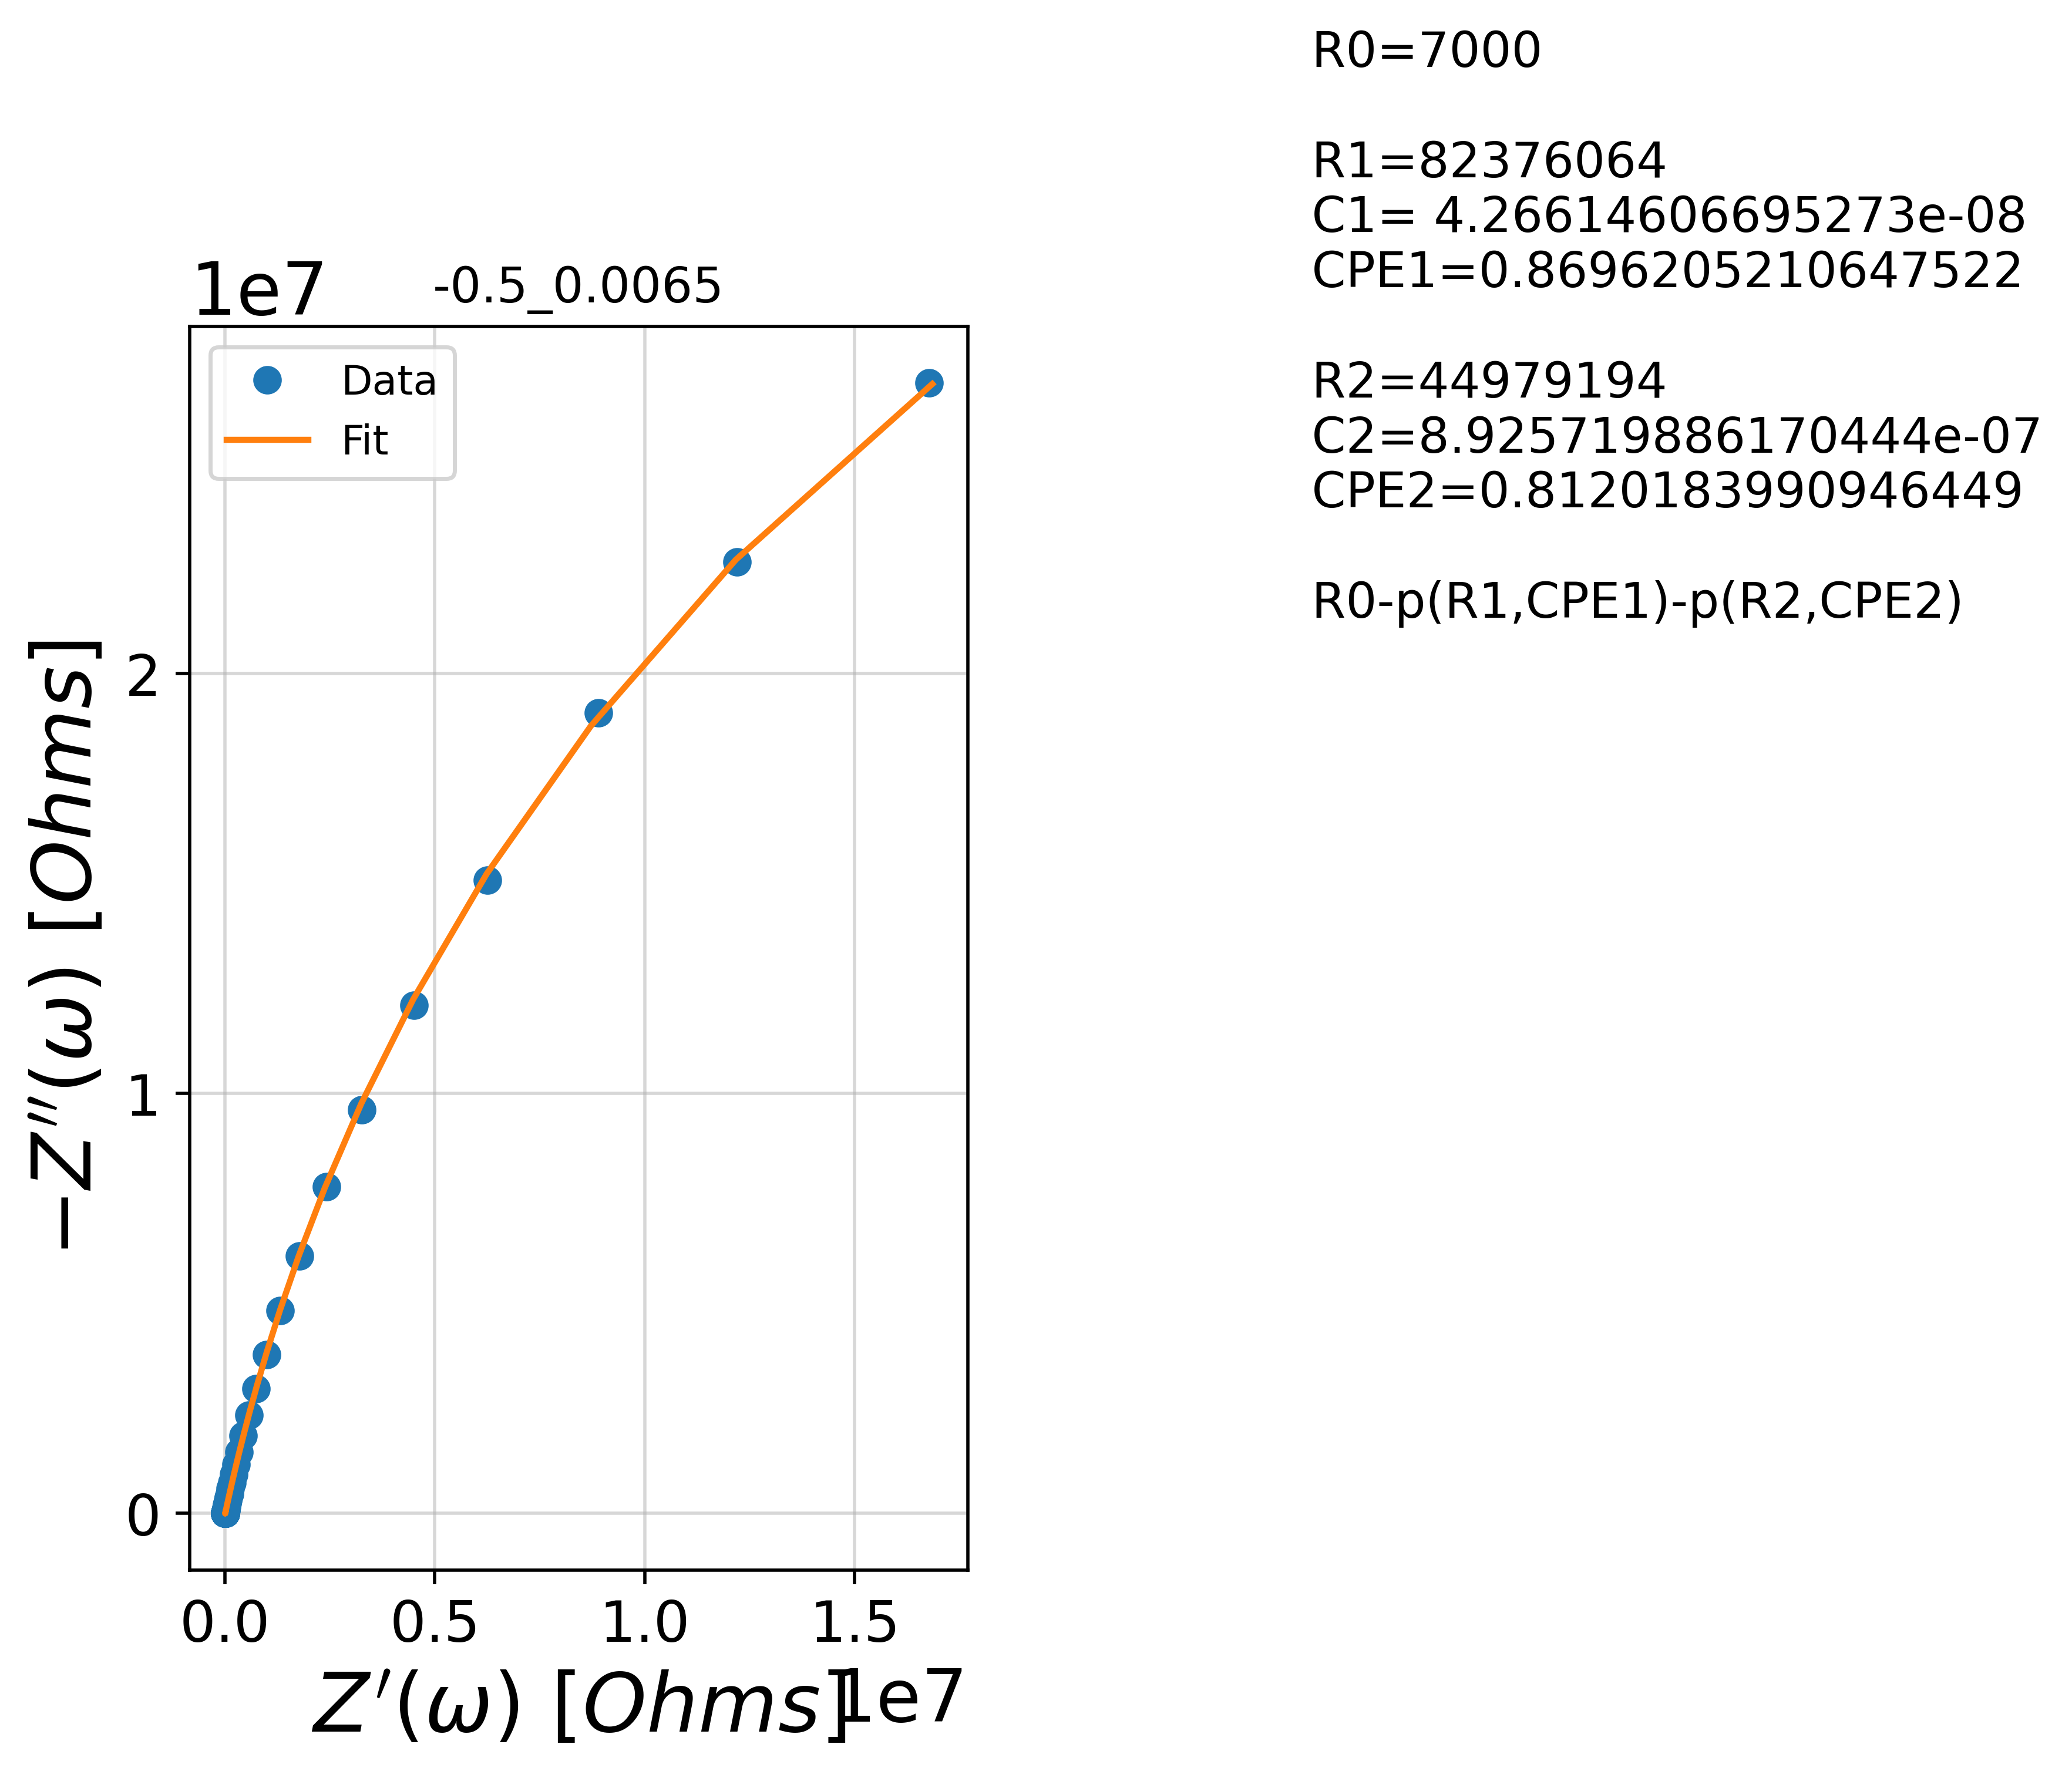 R0=7000
R1=82376064
C1= 4.266146066695273e-08
CPE1=0.8696205210647522
R2=44979194
C2=8.925719886170444e-07
CPE2=0.8120183990946449
R0-p(R1,CPE1)-p(R2,CPE2)
1e7
-0.5_0.0065
Data
Fit
−Z′′(ω) [Ohms]
2
1
0
0.0 0.5 1.0 1.5
Z′(ω) [Ohms]
1e7